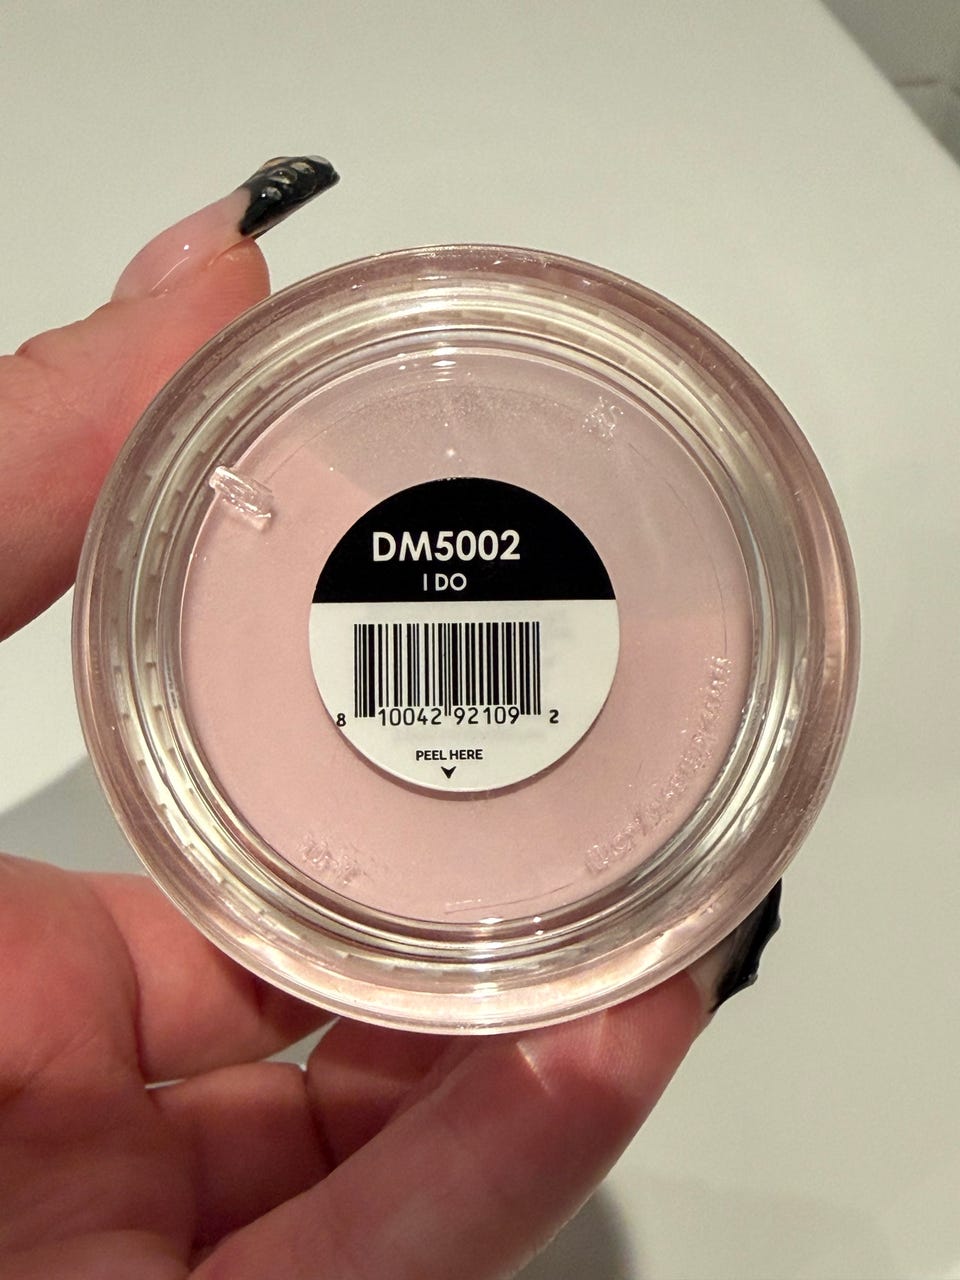 DM5002
I DO
8 10042 92109 2
PEEL HERE